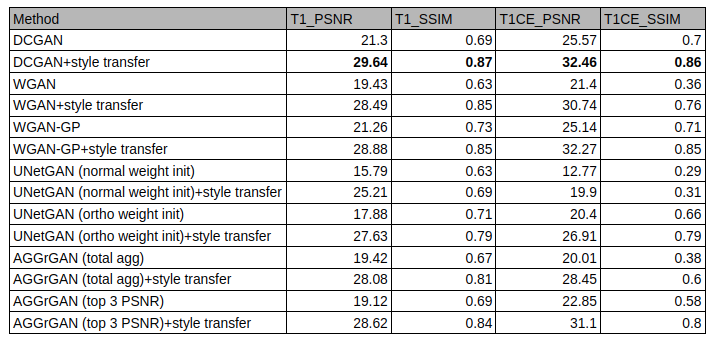 Method T1_PSNR T1_SSIM T1CE_PSNR T1CE_SSIM
DCGAN 21.3 0.69 25.57 0.7
DCGAN+style transfer 29.64 0.87 32.46 0.86
WGAN 19.43 0.63 21.4 0.36
WGAN+style transfer 28.49 0.85 30.74 0.76
WGAN-GP 21.26 0.73 25.14 0.71
WGAN-GP+style transfer 28.88 0.85 32.27 0.85
UNetGAN (normal weight init) 15.79 0.63 12.77 0.29
UNetGAN (normal weight init)+style transfer 25.21 0.69 19.9 0.31
UNetGAN (ortho weight init) 17.88 0.71 20.4 0.66
UNetGAN (ortho weight init)+style transfer 27.63 0.79 26.91 0.79
AGGrGAN (total agg) 19.42 0.67 20.01 0.38
AGGrGAN (total agg)+style transfer 28.08 0.81 28.45 0.6
AGGrGAN (top 3 PSNR) 19.12 0.69 22.85 0.58
AGGrGAN (top 3 PSNR)+style transfer 28.62 0.84 31.1 0.8